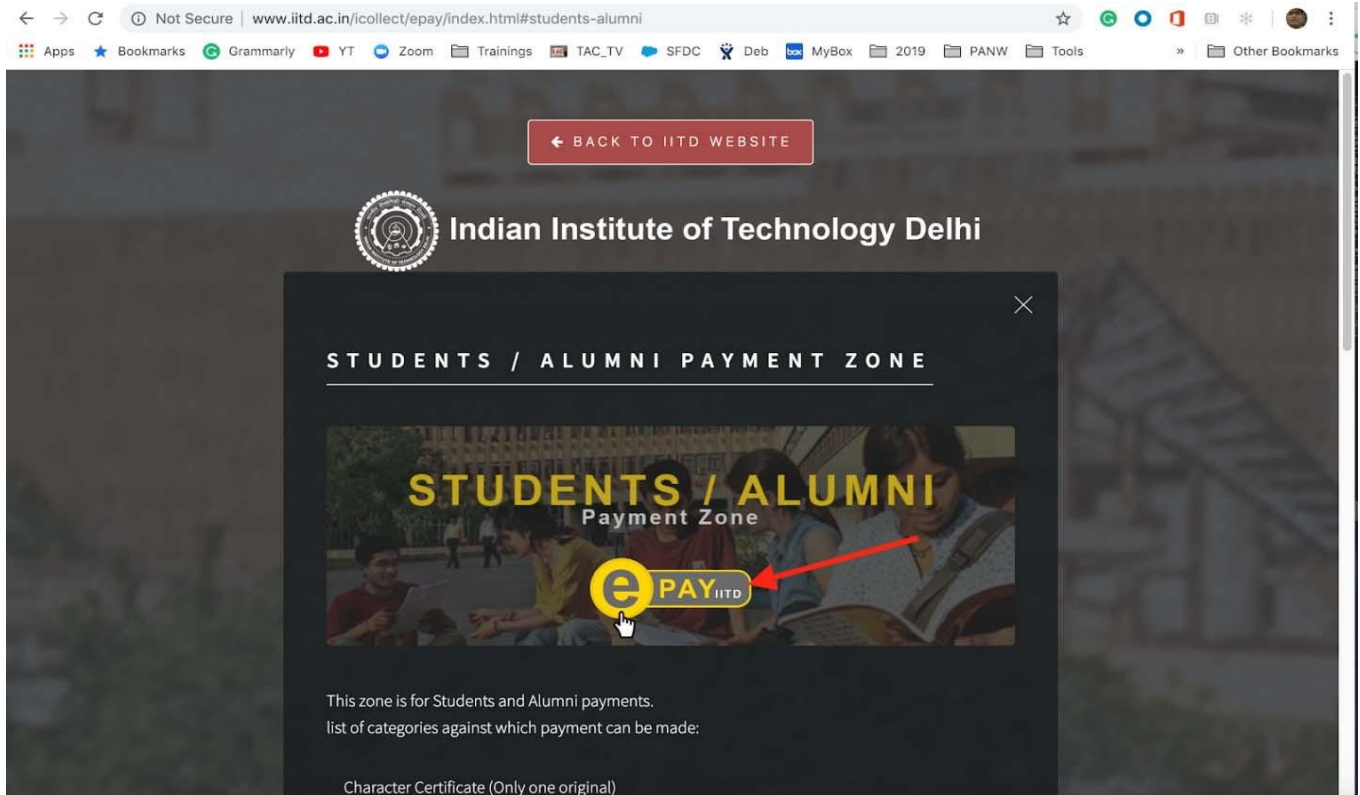 Not Secure | www.iitd.ac.in/icollect/epay/index.html#students-alumni
Apps Bookmarks Grammarly YT Zoom Trainings TAC_TV SFDC Deb box MyBox 2019 PANW Tools » Other Bookmarks
BACK TO IITD WEBSITE
Indian Institute of Technology Delhi
STUDENTS / ALUMNI PAYMENT ZONE
STUDENTS / ALUMNI
Payment Zone
e PAY IITD
This zone is for Students and Alumni payments.
list of categories against which payment can be made:
Character Certificate (Only one original)